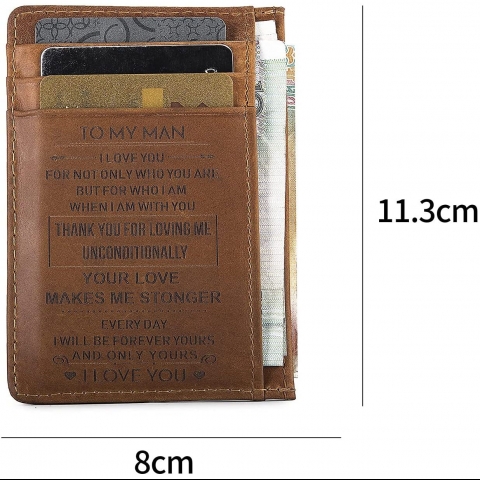 TO MY MAN
I LOVE YOU
FOR NOT ONLY WHO YOU ARE
BUT FOR WHO I AM
WHEN I AM WITH YOU
THANK YOU FOR LOVING ME
UNCONDITIONALLY
YOUR LOVE
MAKES ME STONGER
EVERY DAY
I WILL BE FOREVER YOURS
AND ONLY YOURS
I LOVE YOU
11.3cm
8cm